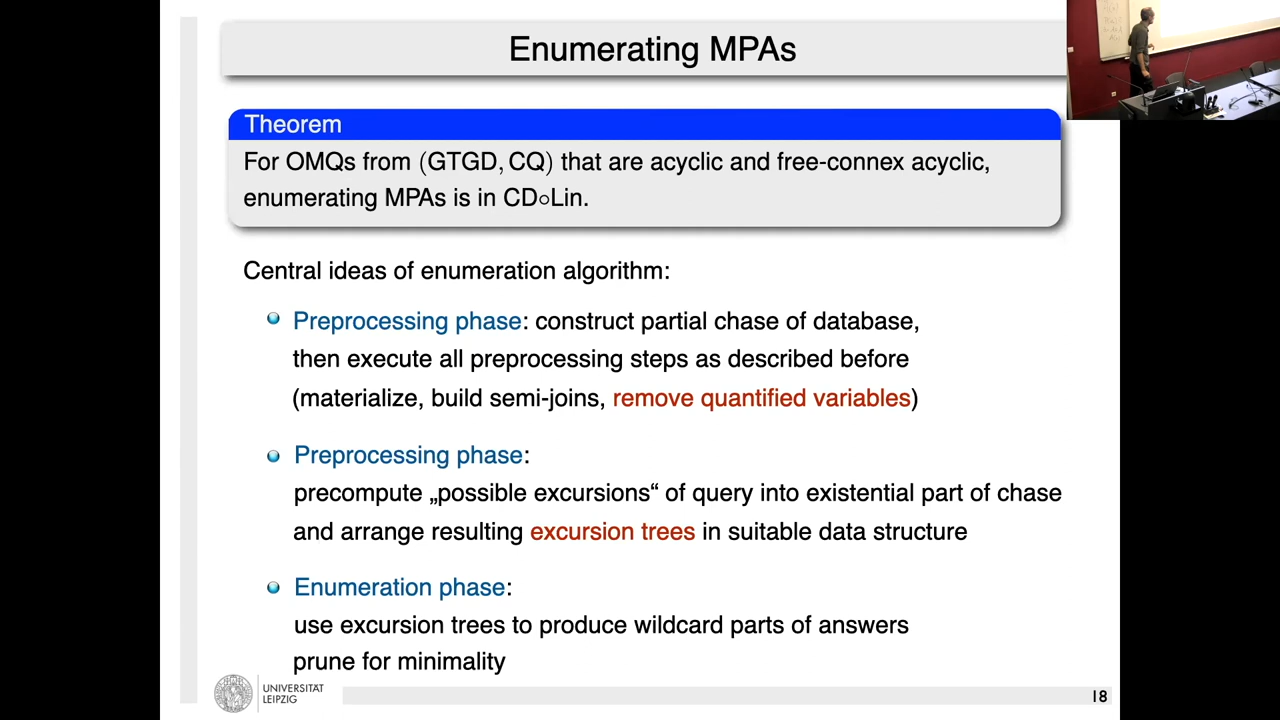 Enumerating MPAs
Theorem
For OMQs from (GTGD, CQ) that are acyclic and free-connex acyclic,
enumerating MPAs is in CD∘Lin.
Central ideas of enumeration algorithm:
Preprocessing phase: construct partial chase of database,
then execute all preprocessing steps as described before
(materialize, build semi-joins, remove quantified variables)
Preprocessing phase:
precompute „possible excursions“ of query into existential part of chase
and arrange resulting excursion trees in suitable data structure
Enumeration phase:
use excursion trees to produce wildcard parts of answers
prune for minimality
UNIVERSITÄT
LEIPZIG
18